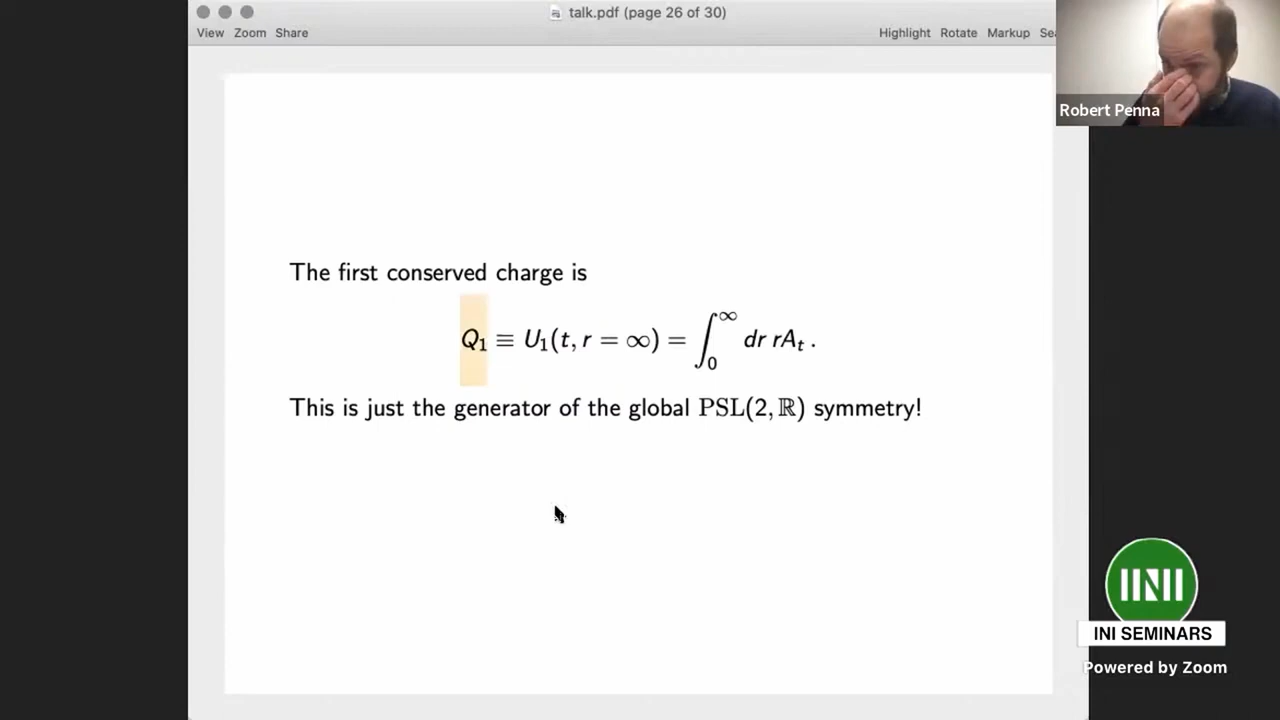 talk.pdf (page 26 of 30)
View Zoom Share Highlight Rotate Markup Sea
Robert Penna
The first conserved charge is
Q₁ ≡ U₁(t, r = ∞) = ∫₀^∞ dr rAₜ .
This is just the generator of the global PSL(2, ℝ) symmetry!
INI
INI SEMINARS
Powered by Zoom